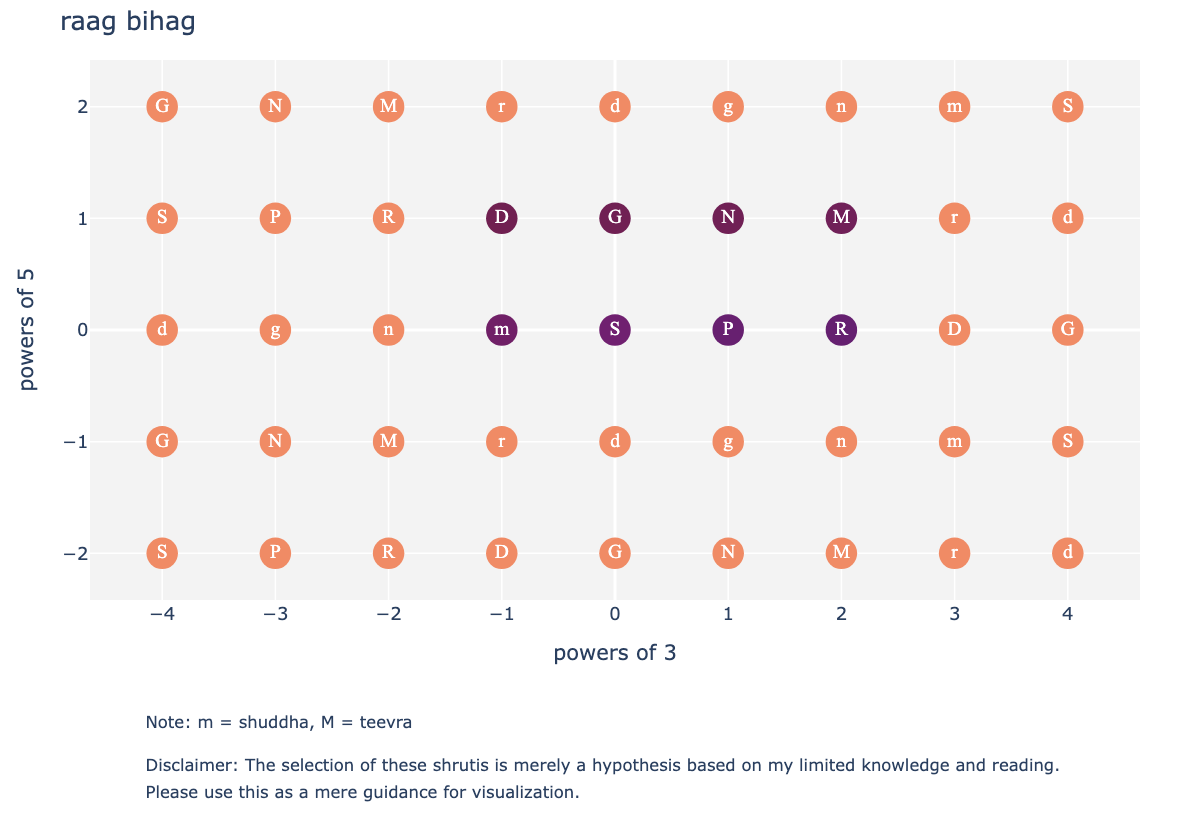 raag bihag
2 G N M r d g n m S
1 S P R D G N M r d
0 d g n m S P R D G
−1 G N M r d g n m S
−2 S P R D G N M r d
powers of 5
−4 −3 −2 −1 0 1 2 3 4
powers of 3
Note: m = shuddha, M = teevra
Disclaimer: The selection of these shrutis is merely a hypothesis based on my limited knowledge and reading.
Please use this as a mere guidance for visualization.